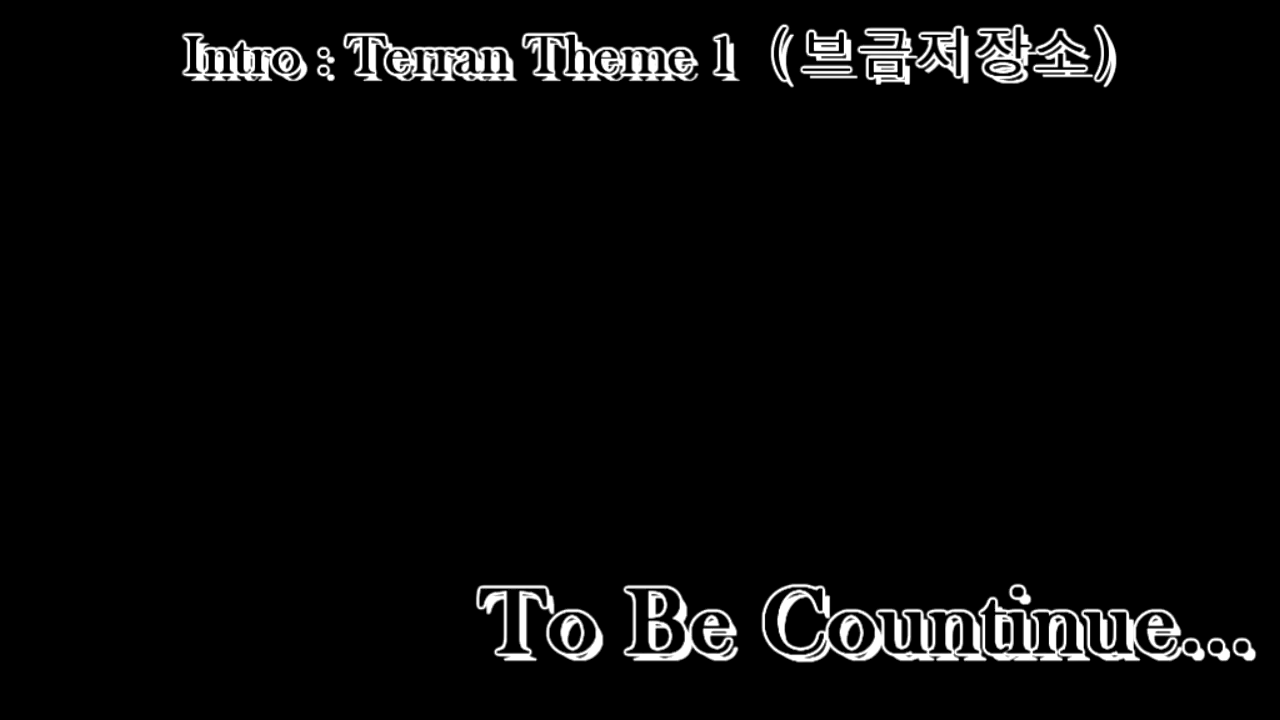 Intro : Terran Theme 1 (브금저장소)
To Be Countinue...